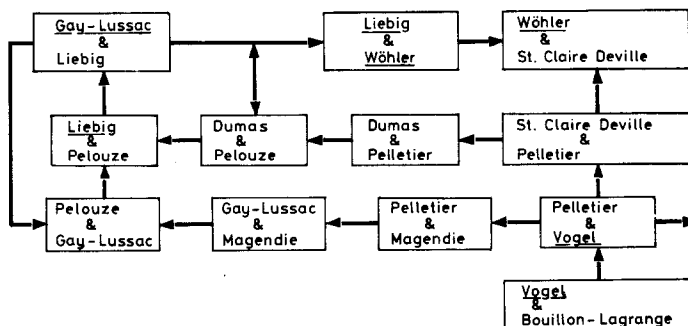 Gay-Lussac
&
Liebig
Liebig
&
Wöhler
Wöhler
&
St. Claire Deville
Liebig
&
Pelouze
Dumas
&
Pelouze
Dumas
&
Pelletier
St. Claire Deville
&
Pelletier
Pelouze
&
Gay-Lussac
Gay-Lussac
&
Magendie
Pelletier
&
Magendie
Pelletier
&
Vogel
Vogel
&
Bouillon-Lagrange